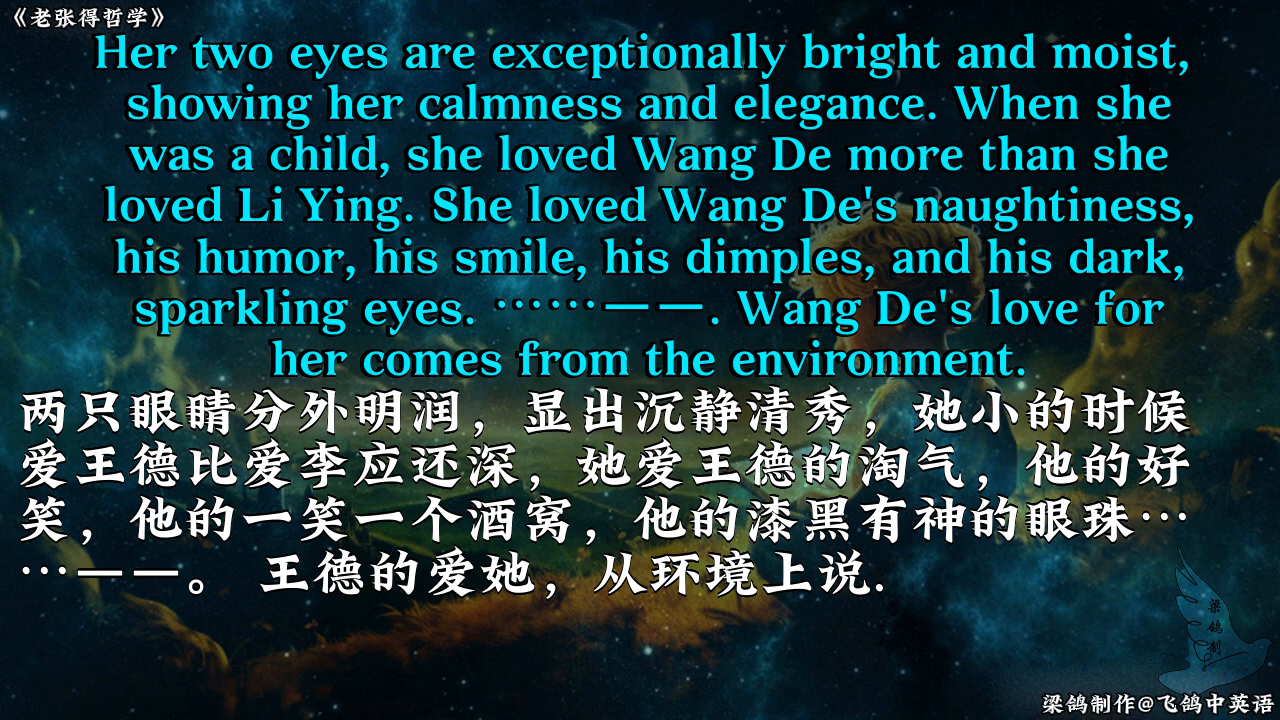 《老张得哲学》
Her two eyes are exceptionally bright and moist,
showing her calmness and elegance. When she
was a child, she loved Wang De more than she
loved Li Ying. She loved Wang De's naughtiness,
his humor, his smile, his dimples, and his dark,
sparkling eyes. ……——. Wang De's love for
her comes from the environment.
两只眼睛分外明润，显出沉静清秀，她小的时候
爱王德比爱李应还深，她爱王德的淘气，他的好
笑，他的一笑一个酒窝，他的漆黑有神的眼珠…
…——。 王德的爱她，从环境上说.
梁
鸽
制
梁鸽制作@飞鸽中英语